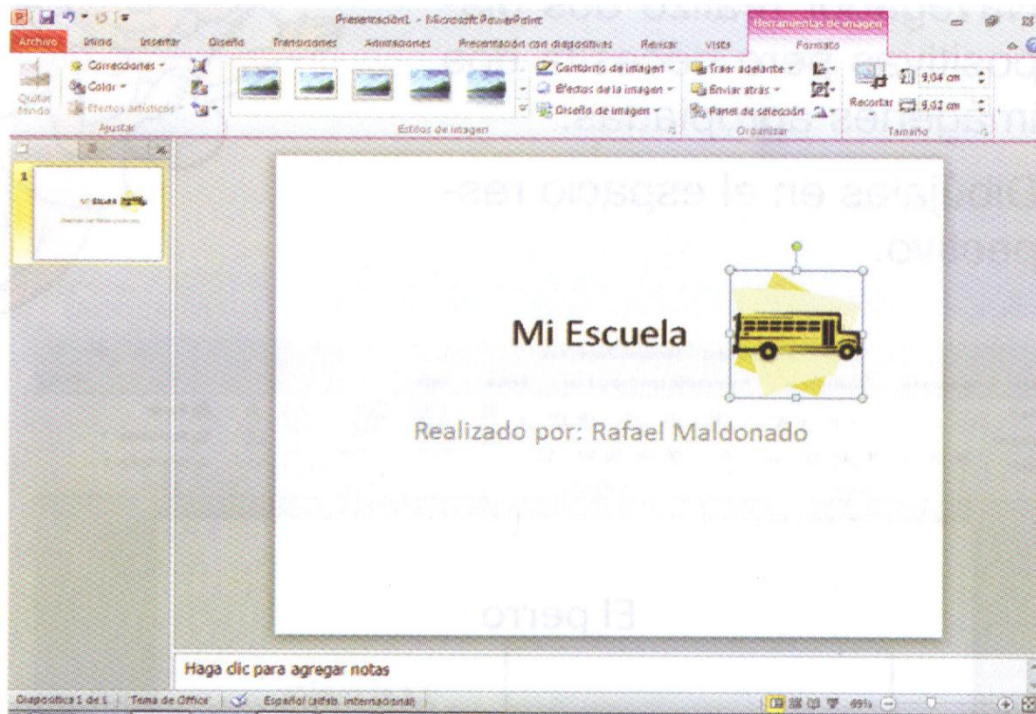 Presentación1 - Microsoft PowerPoint
Herramientas de imagen
Archivo Inicio Insertar Diseño Transiciones Animaciones Presentación con diapositivas Revisar Vista Formato
Correcciones
Contorno de imagen
Traer adelante
9,04 cm
Quitar fondo
Color
Efectos de la imagen
Enviar atrás
Recortar
9,02 cm
Efectos artísticos
Diseño de imagen
Panel de selección
Ajustar
Estilos de imagen
Organizar
Tamaño
1
Mi Escuela
Mi Escuela
Realizado por: Rafael Maldonado
Haga clic para agregar notas
Diapositiva 1 de 1 "Tema de Office" Español (alfab. internacional)